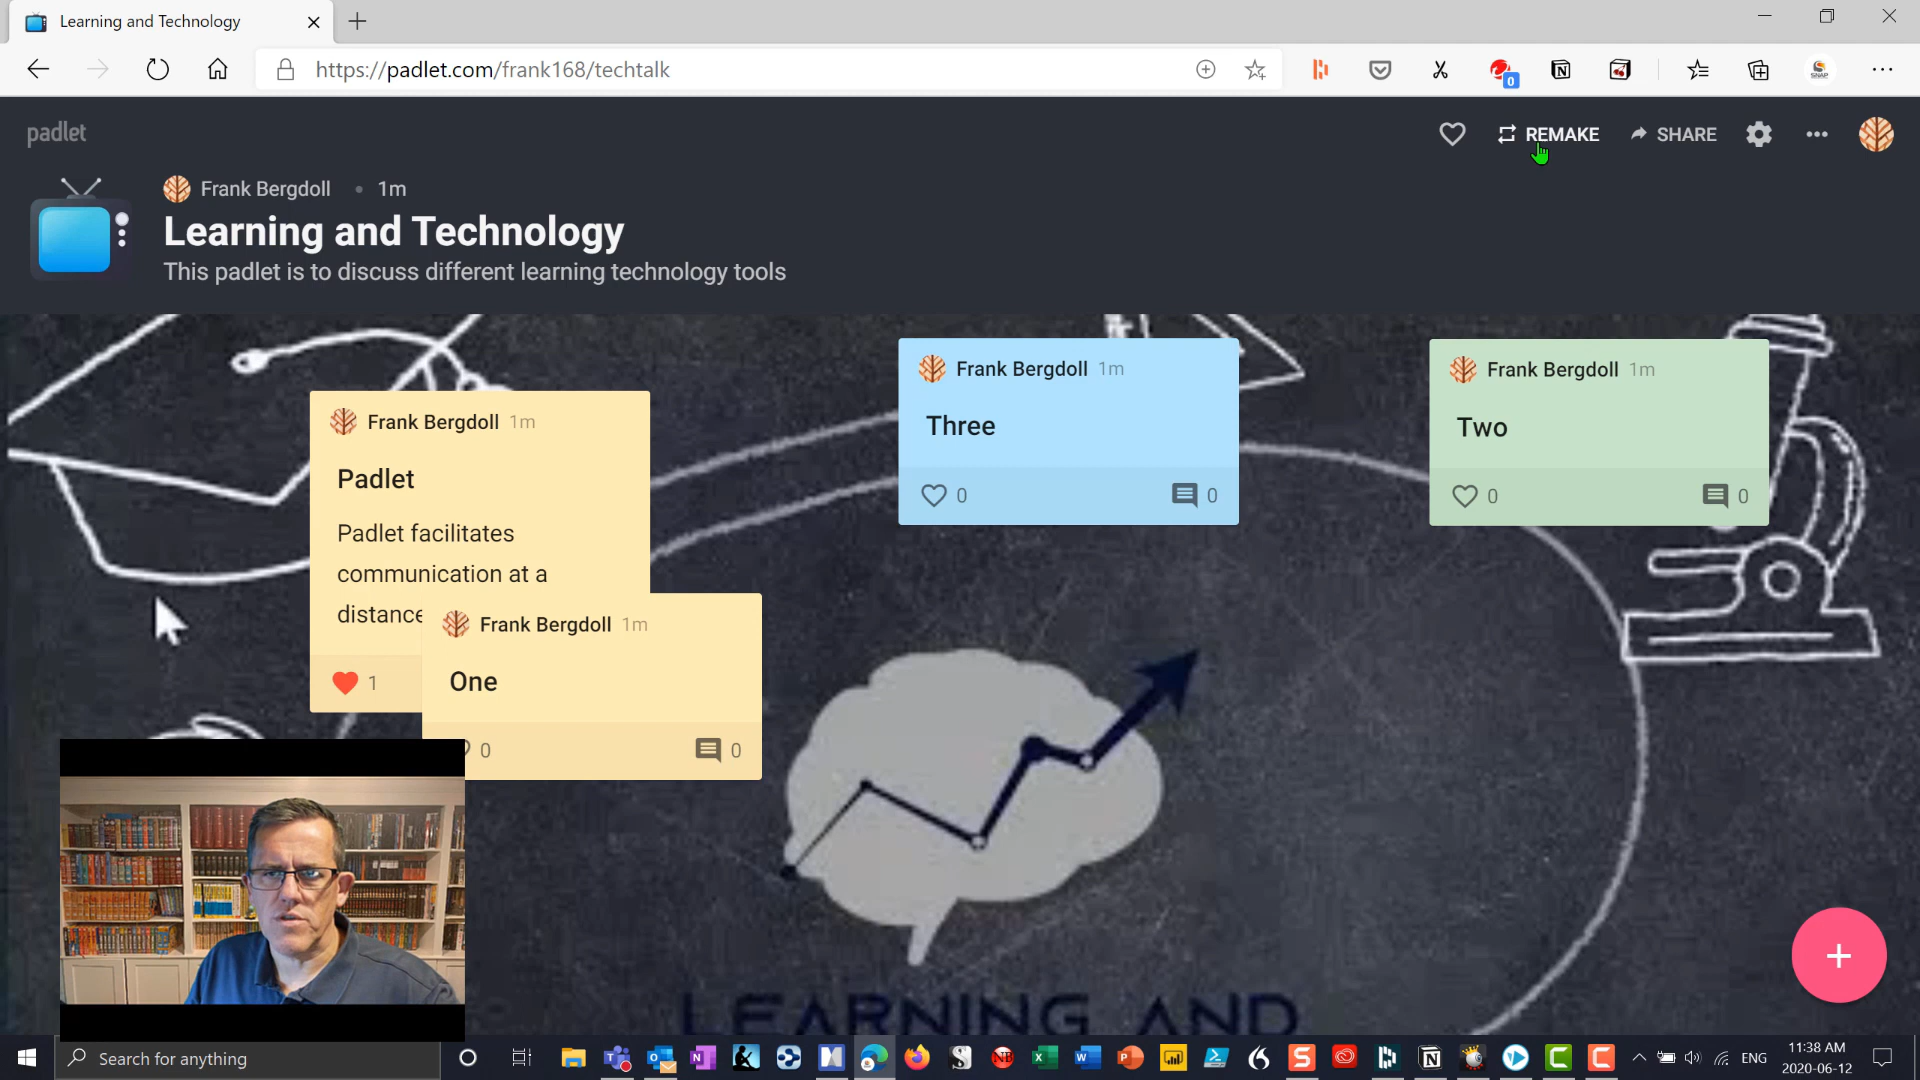 Learning and Technology
https://padlet.com/frank168/techtalk
0
SNAP
padlet
REMAKE
SHARE
Frank Bergdoll • 1m
Learning and Technology
This padlet is to discuss different learning technology tools
Frank Bergdoll 1m
Padlet
Padlet facilitates
communication at a
distance
1
Frank Bergdoll 1m
One
0
0
Frank Bergdoll 1m
Three
0
0
Frank Bergdoll 1m
Two
0
0
LEARNING AND
Search for anything
ENG
11:38 AM
2020-06-12